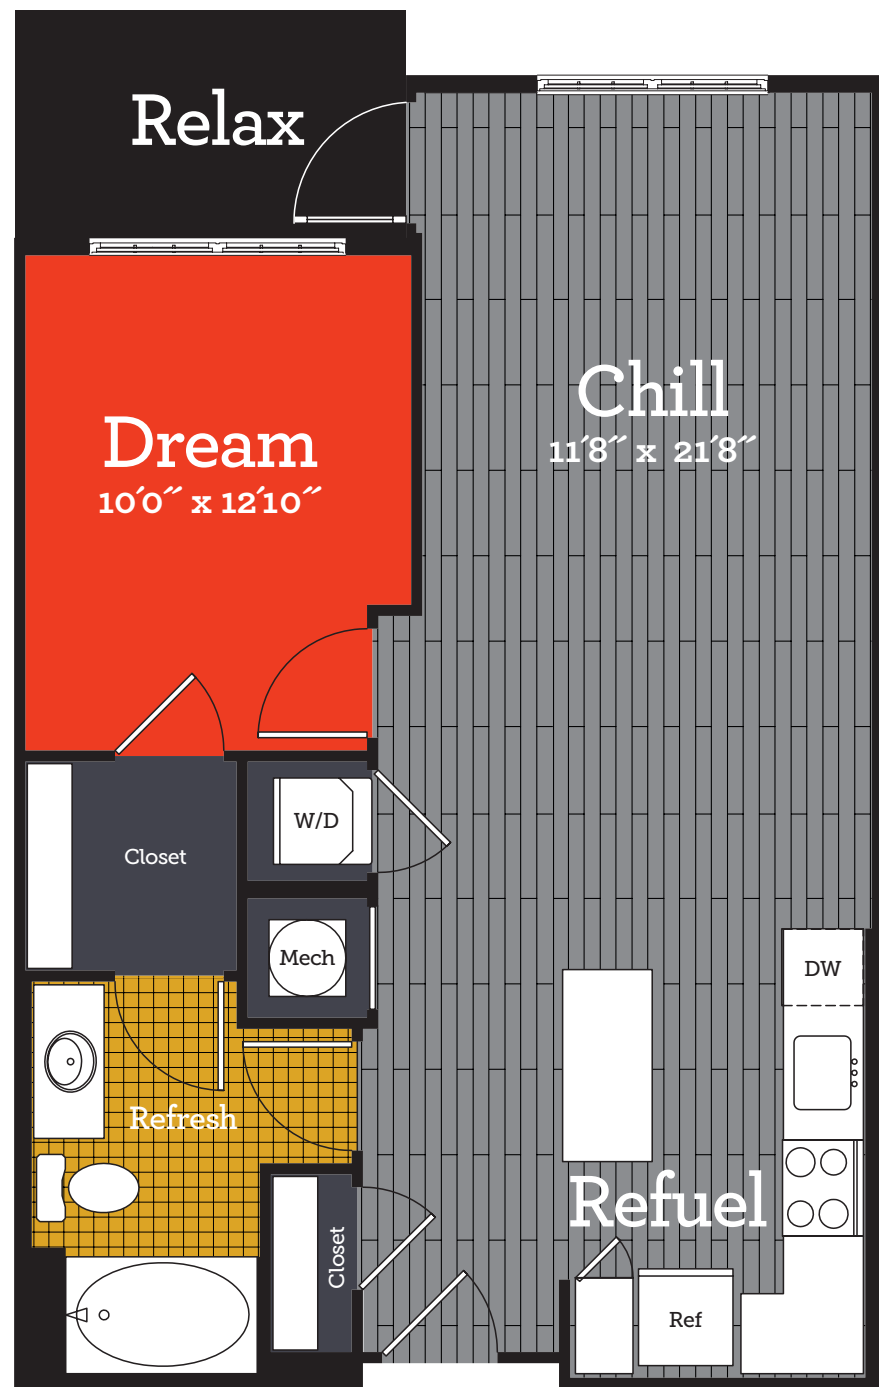 Relax
Chill
11′8″ x 21′8″
Dream
10′0″ x 12′10″
W/D
Closet
Mech
DW
Refresh
Refuel
Closet
Ref